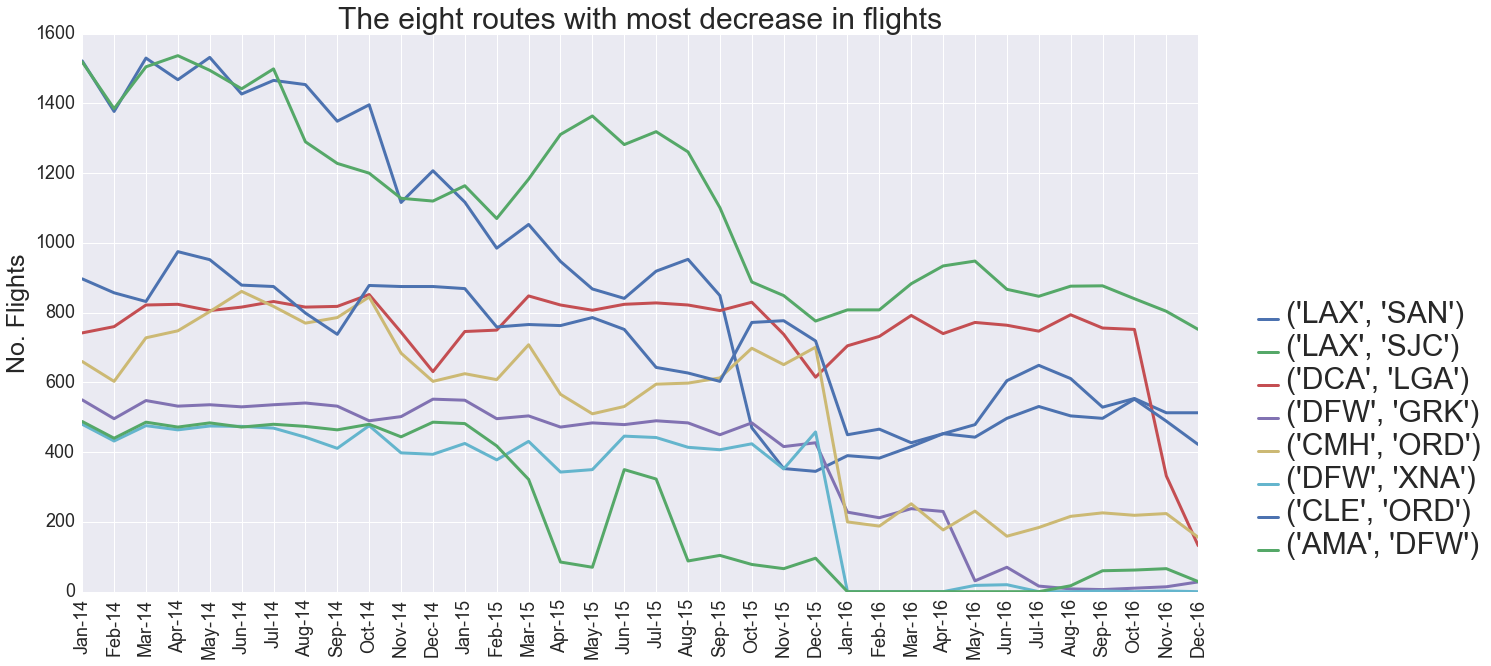 The eight routes with most decrease in flights
No. Flights
1600
1400
1200
1000
800
600
400
200
0
Jan-14
Feb-14
Mar-14
Apr-14
May-14
Jun-14
Jul-14
Aug-14
Sep-14
Oct-14
Nov-14
Dec-14
Jan-15
Feb-15
Mar-15
Apr-15
May-15
Jun-15
Jul-15
Aug-15
Sep-15
Oct-15
Nov-15
Dec-15
Jan-16
Feb-16
Mar-16
Apr-16
May-16
Jun-16
Jul-16
Aug-16
Sep-16
Oct-16
Nov-16
Dec-16
('LAX', 'SAN')
('LAX', 'SJC')
('DCA', 'LGA')
('DFW', 'GRK')
('CMH', 'ORD')
('DFW', 'XNA')
('CLE', 'ORD')
('AMA', 'DFW')